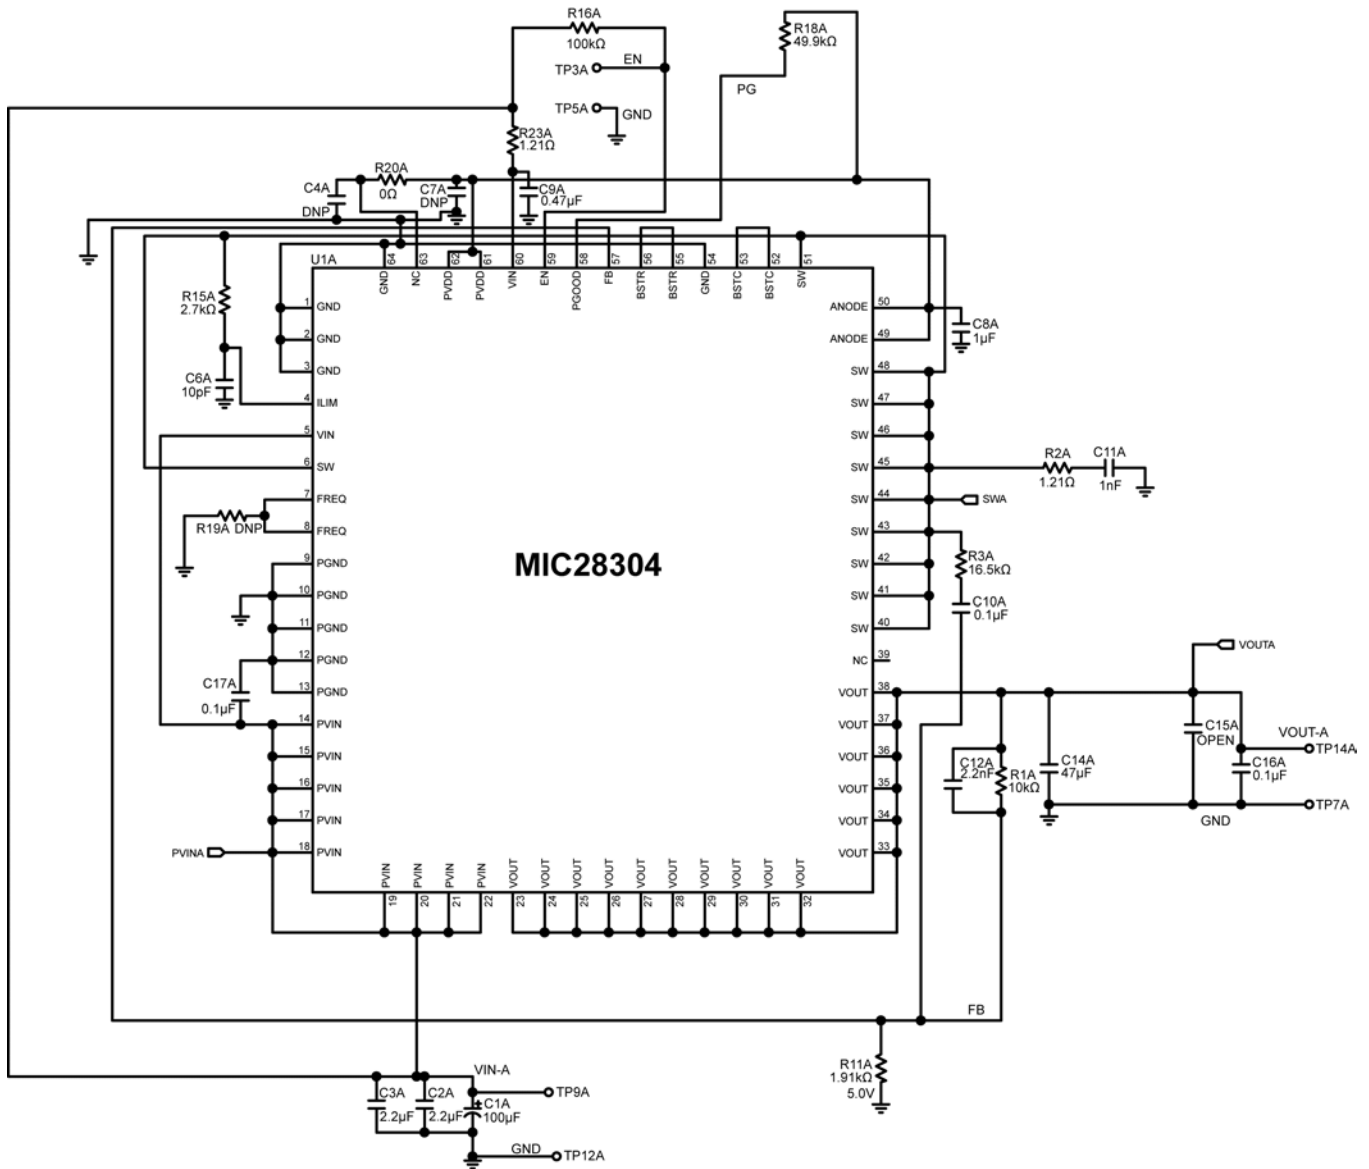 R16A
100kΩ
R18A
49.9kΩ
TP3A
EN
PG
TP5A
GND
R23A
1.21Ω
R20A
0Ω
C4A
DNP
C7A
DNP
C9A
0.47µF
U1A
GND 64
NC 63
PVDD 62
PVDD 61
VIN 60
EN 59
PGOOD 58
FB 57
BSTR 56
BSTR 55
GND 54
BSTC 53
BSTC 52
SW 51
R15A
2.7kΩ
C6A
10pF
1 GND
2 GND
3 GND
4 ILIM
5 VIN
6 SW
7 FREQ
8 FREQ
R19A DNP
9 PGND
10 PGND
11 PGND
12 PGND
13 PGND
C17A
0.1µF
14 PVIN
15 PVIN
16 PVIN
17 PVIN
18 PVIN
PVINA
MIC28304
ANODE 50
ANODE 49
C8A
1µF
SW 48
SW 47
SW 46
SW 45
SW 44
SW 43
SW 42
SW 41
SW 40
NC 39
VOUT 38
VOUT 37
VOUT 36
VOUT 35
VOUT 34
VOUT 33
R2A
1.21Ω
C11A
1nF
SWA
R3A
16.5kΩ
C10A
0.1µF
VOUTA
C15A
OPEN
VOUT-A
TP14A
C12A
2.2nF
R1A
10kΩ
C14A
47µF
C16A
0.1µF
TP7A
GND
PVIN 19
PVIN 20
PVIN 21
PVIN 22
VOUT 23
VOUT 24
VOUT 25
VOUT 26
VOUT 27
VOUT 28
VOUT 29
VOUT 30
VOUT 31
VOUT 32
FB
R11A
1.91kΩ
5.0V
VIN-A
C3A
2.2µF
C2A
2.2µF
C1A
100µF
TP9A
GND
TP12A